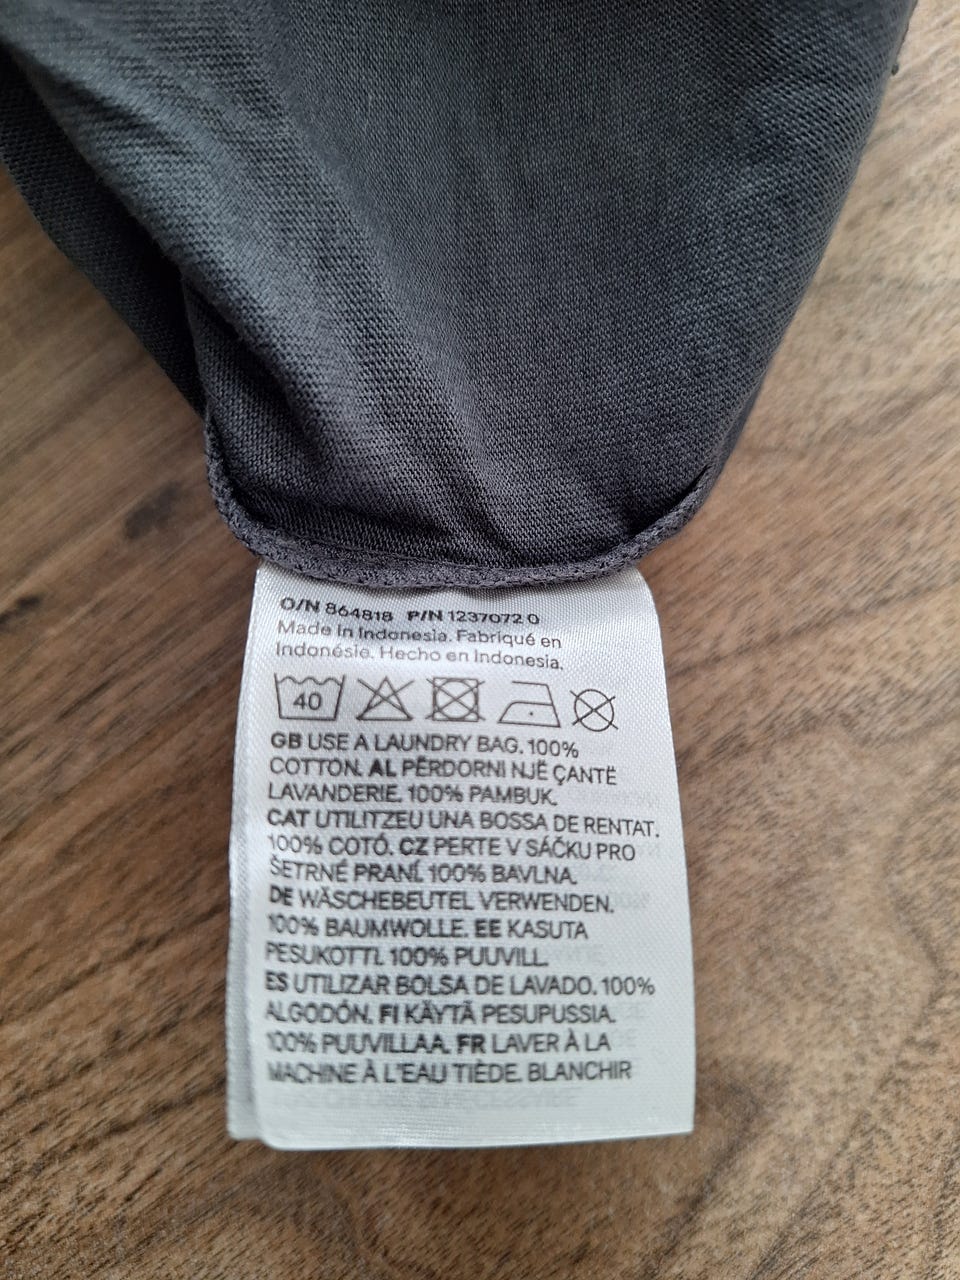 O/N 864818 P/N 1237072 0
Made in Indonesia. Fabriqué en
Indonésie. Hecho en Indonesia.
40
GB USE A LAUNDRY BAG. 100%
COTTON. AL PËRDORNI NJË ÇANTË
LAVANDERIE. 100% PAMBUK.
CAT UTILITZEU UNA BOSSA DE RENTAT.
100% COTÓ. CZ PERTE V SÁČKU PRO
ŠETRNÉ PRANÍ. 100% BAVLNA.
DE WÄSCHEBEUTEL VERWENDEN.
100% BAUMWOLLE. EE KASUTA
PESUKOTTI. 100% PUUVILL.
ES UTILIZAR BOLSA DE LAVADO. 100%
ALGODÓN. FI KÄYTÄ PESUPUSSIA.
100% PUUVILLAA. FR LAVER À LA
MACHINE À L'EAU TIÈDE. BLANCHIR